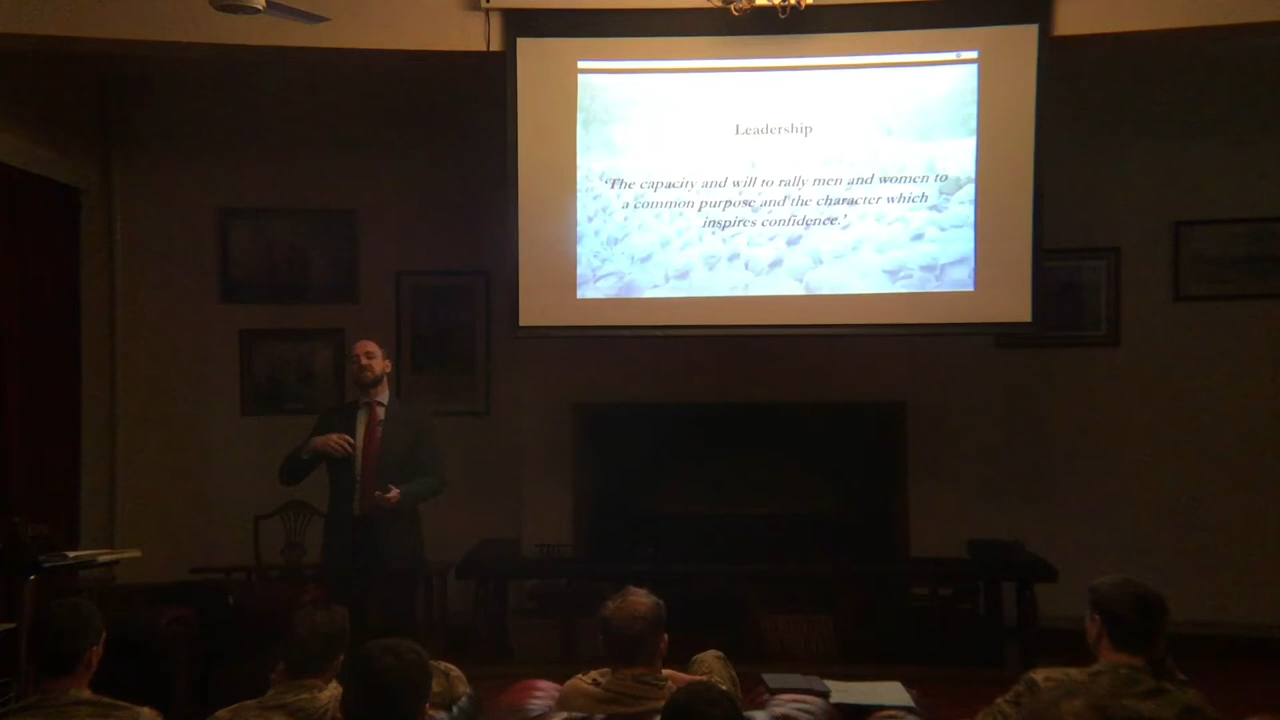 Leadership
‘The capacity and will to rally men and women to
a common purpose and the character which
inspires confidence.’